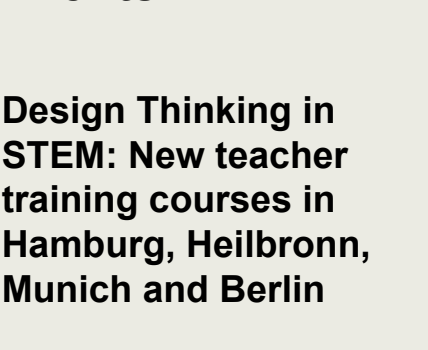 Design Thinking in
STEM: New teacher
training courses in
Hamburg, Heilbronn,
Munich and Berlin